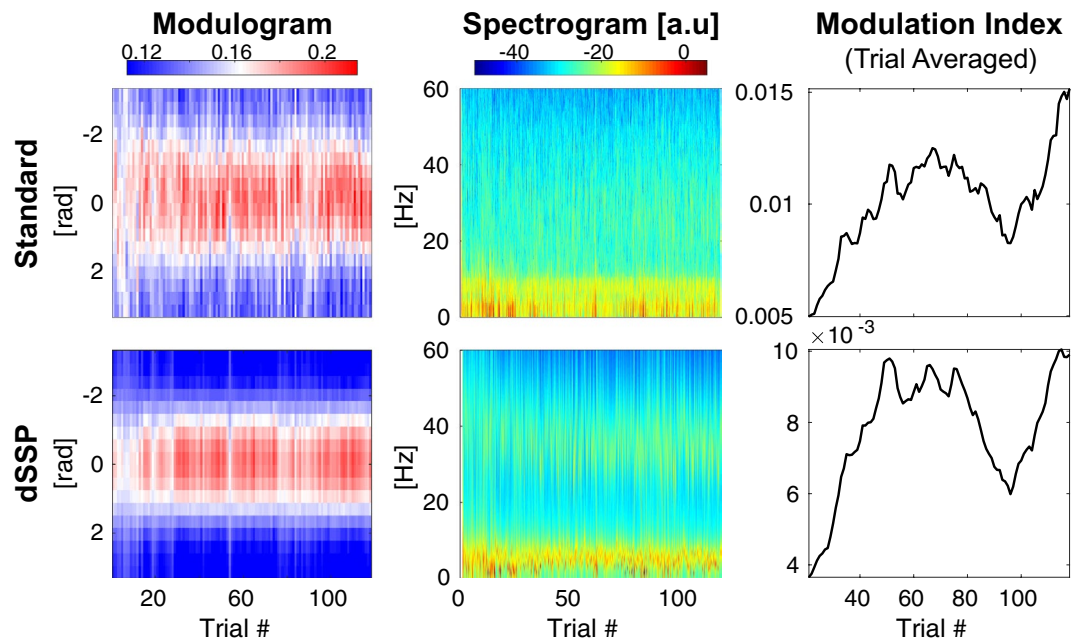 Modulogram
Spectrogram [a.u]
Modulation Index
(Trial Averaged)
0.12 0.16 0.2
-40 -20 0
Standard
[rad]
-2
0
2
[Hz]
60
40
20
0
0.015
0.01
0.005
dSSP
[rad]
-2
0
2
20 60 100
Trial #
[Hz]
60
40
20
0
0 50 100
Trial #
× 10 -3
10
8
6
4
40 60 80 100
Trial #